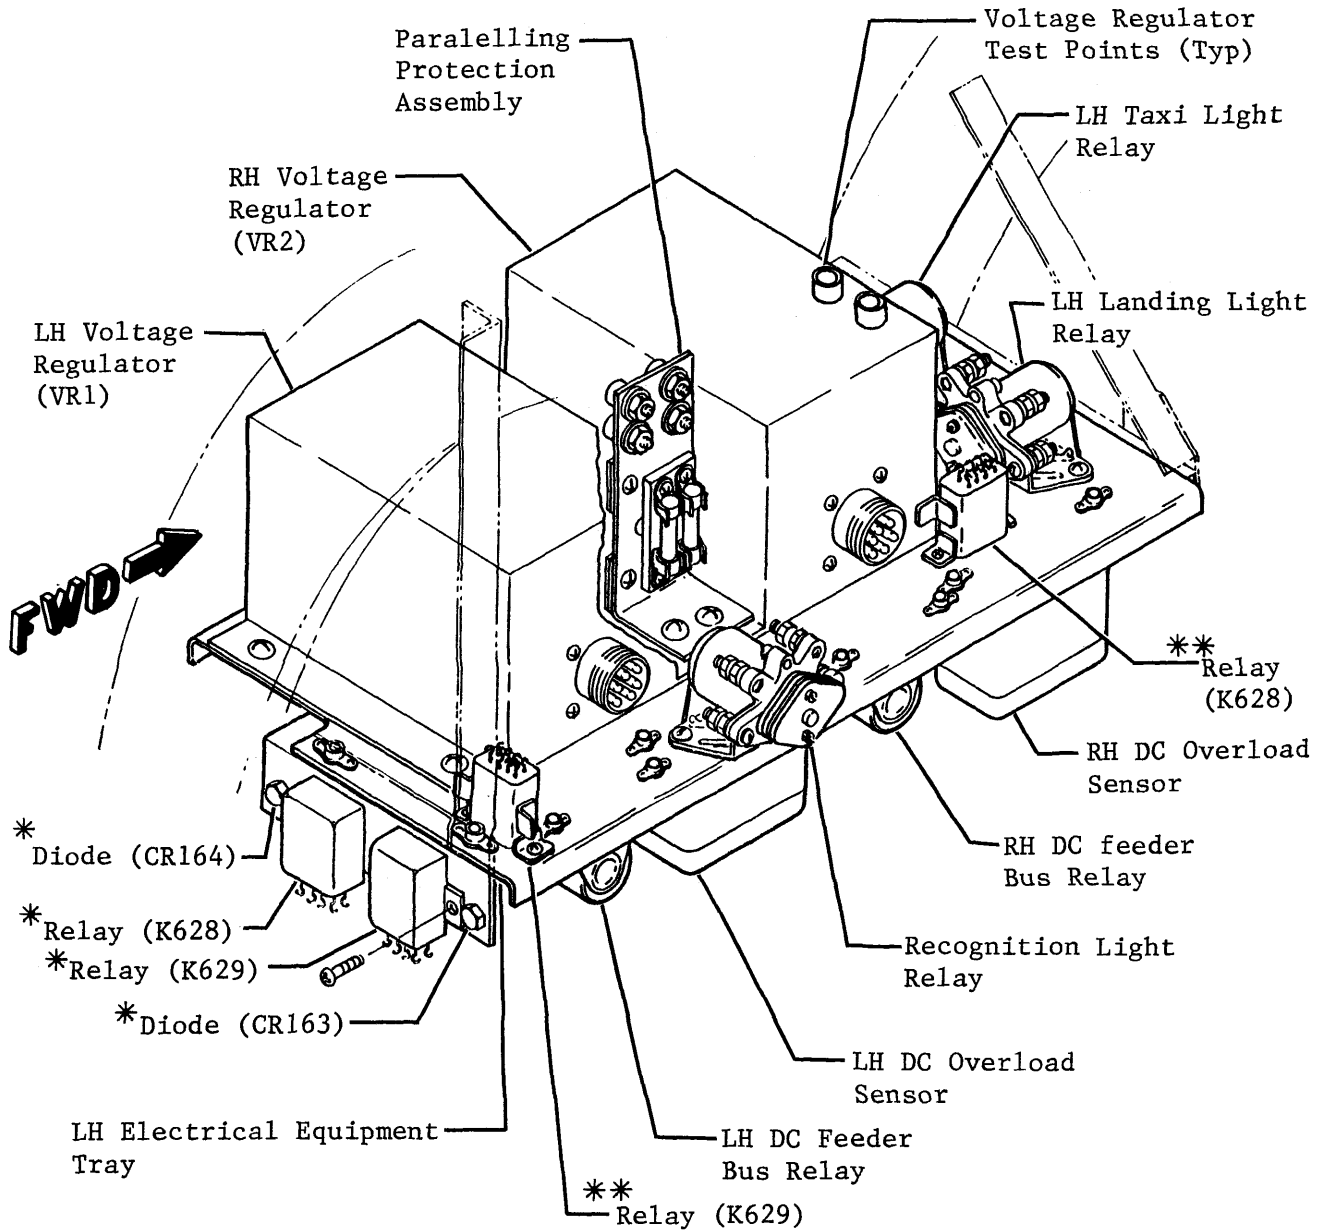 Voltage Regulator
Test Points (Typ)
Paralelling
Protection
Assembly
LH Taxi Light
Relay
RH Voltage
Regulator
(VR2)
LH Landing Light
Relay
LH Voltage
Regulator
(VR1)
FWD
**
Relay
(K628)
RH DC Overload
Sensor
*
Diode (CR164)
RH DC feeder
Bus Relay
*Relay (K628)
*Relay (K629)
Recognition Light
Relay
*Diode (CR163)
LH DC Overload
Sensor
LH Electrical Equipment
Tray
LH DC Feeder
Bus Relay
**
Relay (K629)